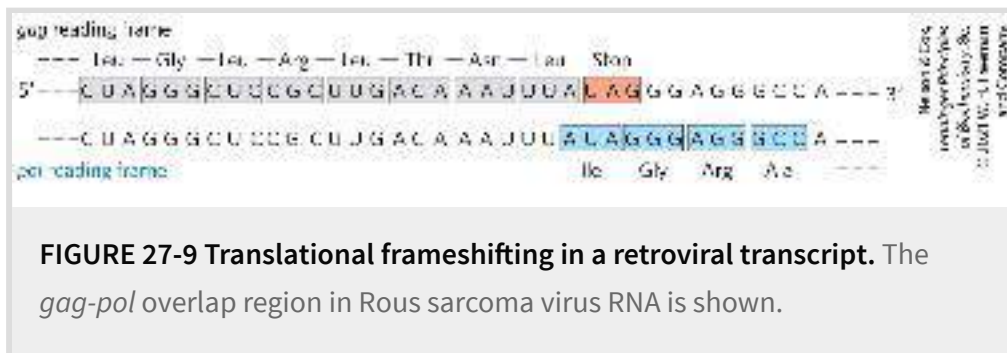 gag reading frame
--- Leu — Gly — Leu — Arg — Leu — Thr — Asn — Leu Stop
5'--- C U A G G G C U C C G C U U G A C A A A U U U A U A G G G A G G G C C A --- 3'
--- C U A G G G C U C C G C U U G A C A A A U U U A U A G G G A G G G C C A ---
pol reading frame
Ile Gly Arg Ala ---
FIGURE 27-9 Translational frameshifting in a retroviral transcript. The
gag-pol overlap region in Rous sarcoma virus RNA is shown.